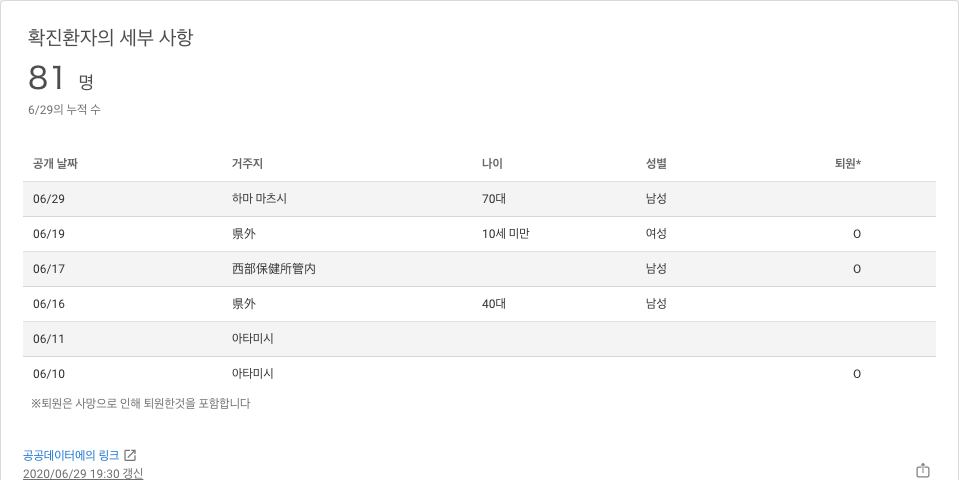 확진환자의 세부 사항
81 명
6/29의 누적 수
공개 날짜 거주지 나이 성별 퇴원*
06/29 하마 마츠시 70대 남성
06/19 県外 10세 미만 여성 O
06/17 西部保健所管内 남성 O
06/16 県外 40대 남성
06/11 아타미시
06/10 아타미시 O
※퇴원은 사망으로 인해 퇴원한것을 포함합니다
공공데이터에의 링크
2020/06/29 19:30 갱신